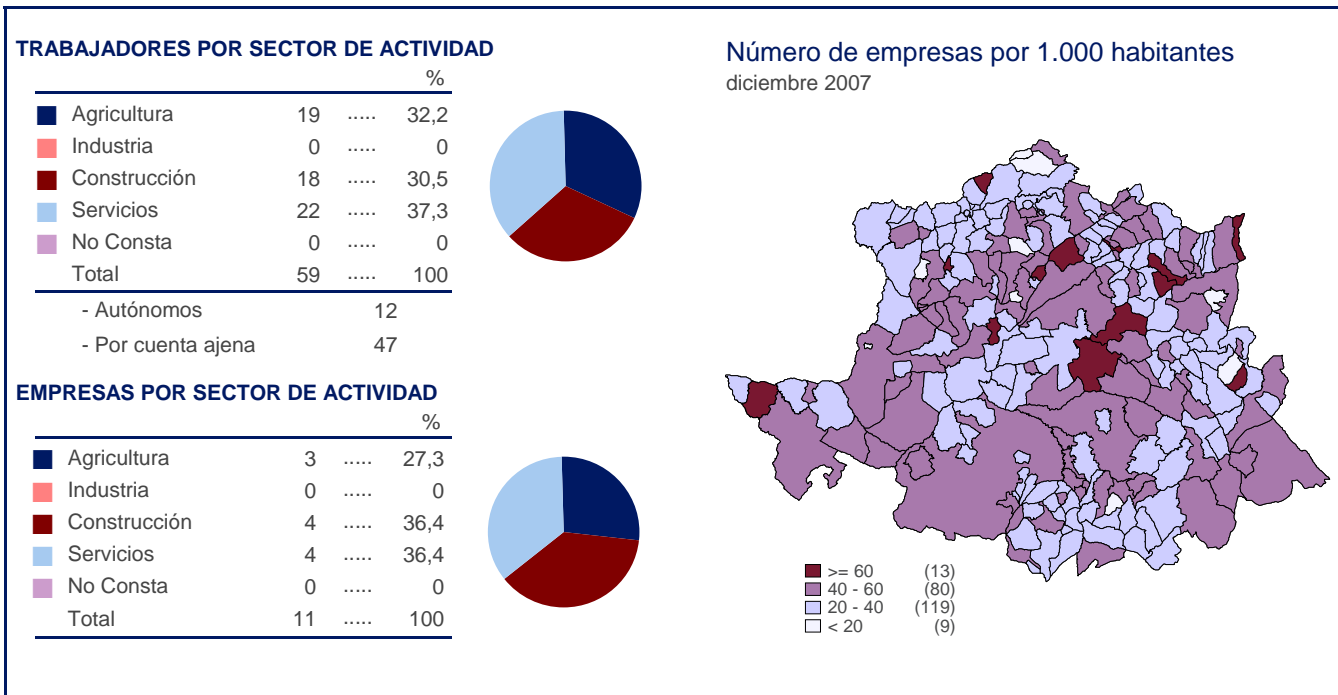 TRABAJADORES POR SECTOR DE ACTIVIDAD
%
Agricultura 19 ..... 32,2
Industria 0 ..... 0
Construcción 18 ..... 30,5
Servicios 22 ..... 37,3
No Consta 0 ..... 0
Total 59 ..... 100
- Autónomos 12
- Por cuenta ajena 47
EMPRESAS POR SECTOR DE ACTIVIDAD
%
Agricultura 3 ..... 27,3
Industria 0 ..... 0
Construcción 4 ..... 36,4
Servicios 4 ..... 36,4
No Consta 0 ..... 0
Total 11 ..... 100
Número de empresas por 1.000 habitantes
diciembre 2007
>= 60 (13)
40 - 60 (80)
20 - 40 (119)
< 20 (9)